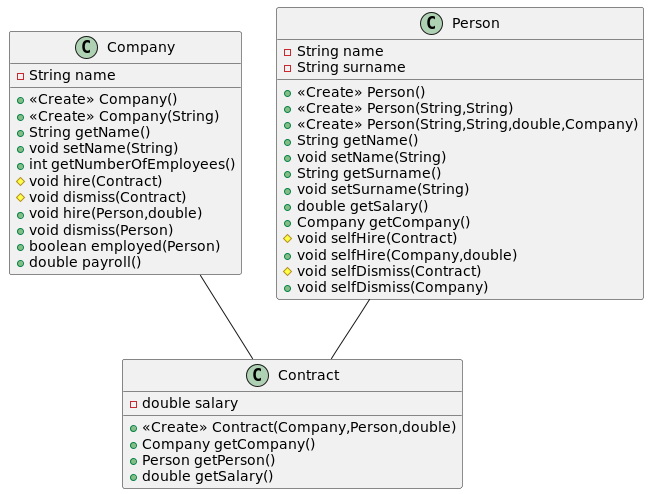 C Company
String name
«Create» Company()
«Create» Company(String)
String getName()
void setName(String)
int getNumberOfEmployees()
void hire(Contract)
void dismiss(Contract)
void hire(Person,double)
void dismiss(Person)
boolean employed(Person)
double payroll()
C Person
String name
String surname
«Create» Person()
«Create» Person(String,String)
«Create» Person(String,String,double,Company)
String getName()
void setName(String)
String getSurname()
void setSurname(String)
double getSalary()
Company getCompany()
void selfHire(Contract)
void selfHire(Company,double)
void selfDismiss(Contract)
void selfDismiss(Company)
C Contract
double salary
«Create» Contract(Company,Person,double)
Company getCompany()
Person getPerson()
double getSalary()